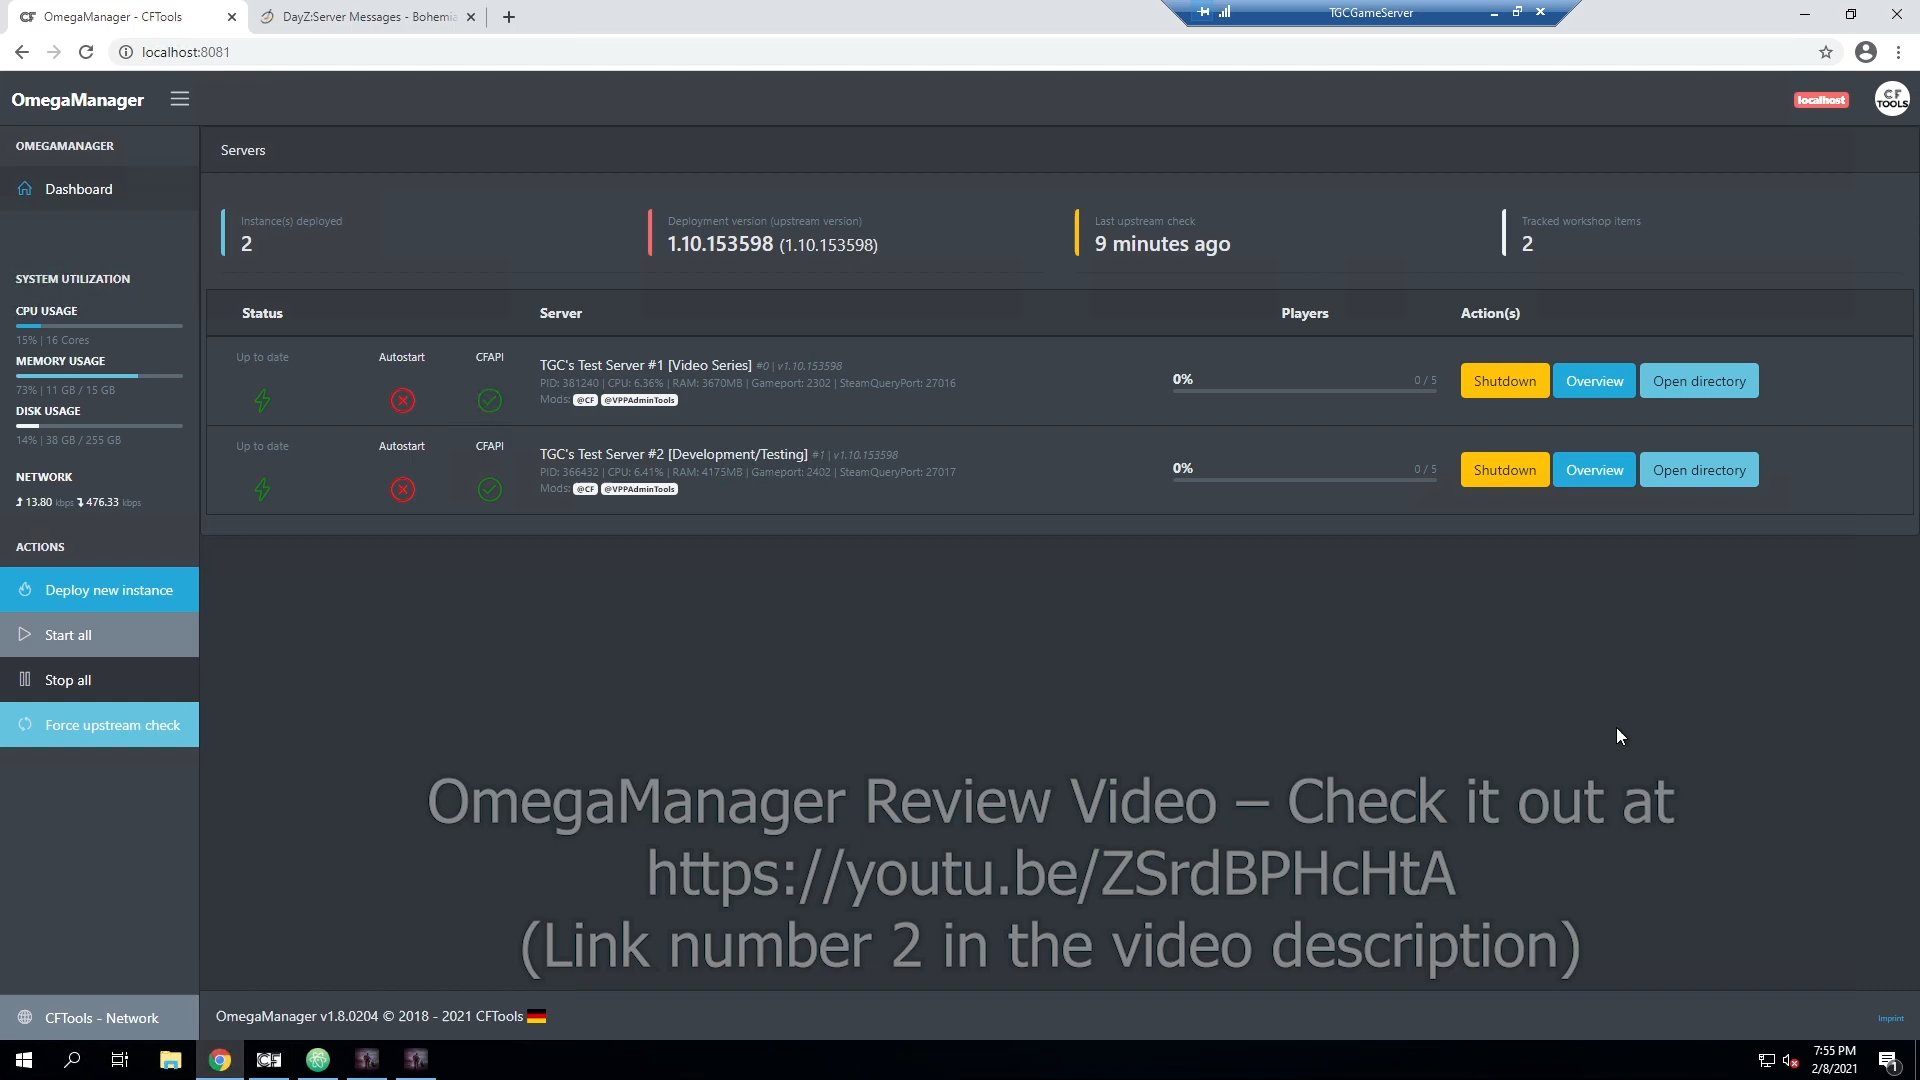 OmegaManager - CFTools
DayZ:Server Messages - Bohemia
TGCGameServer
localhost:8081
OmegaManager
localhost
CF
TOOLS
OMEGAMANAGER
Dashboard
SYSTEM UTILIZATION
CPU USAGE
15% | 16 Cores
MEMORY USAGE
73% | 11 GB / 15 GB
DISK USAGE
14% | 38 GB / 255 GB
NETWORK
13.80 kbps 476.33 kbps
ACTIONS
Deploy new instance
Start all
Stop all
Force upstream check
CFTools - Network
Servers
Instance(s) deployed
2
Deployment version (upstream version)
1.10.153598 (1.10.153598)
Last upstream check
9 minutes ago
Tracked workshop items
2
Status Server Players Action(s)
Up to date Autostart CFAPI
TGC's Test Server #1 [Video Series] #0 | v1.10.153598
PID: 381240 | CPU: 6.36% | RAM: 3670MB | Gameport: 2302 | SteamQueryPort: 27016
Mods: @CF @VPPAdminTools
0% 0 / 5
Shutdown Overview Open directory
Up to date Autostart CFAPI
TGC's Test Server #2 [Development/Testing] #1 | v1.10.153598
PID: 366432 | CPU: 6.41% | RAM: 4175MB | Gameport: 2402 | SteamQueryPort: 27017
Mods: @CF @VPPAdminTools
0% 0 / 5
Shutdown Overview Open directory
OmegaManager Review Video – Check it out at
https://youtu.be/ZSrdBPHcHtA
(Link number 2 in the video description)
OmegaManager v1.8.0204 © 2018 - 2021 CFTools
Imprint
CF
7:55 PM
2/8/2021
1